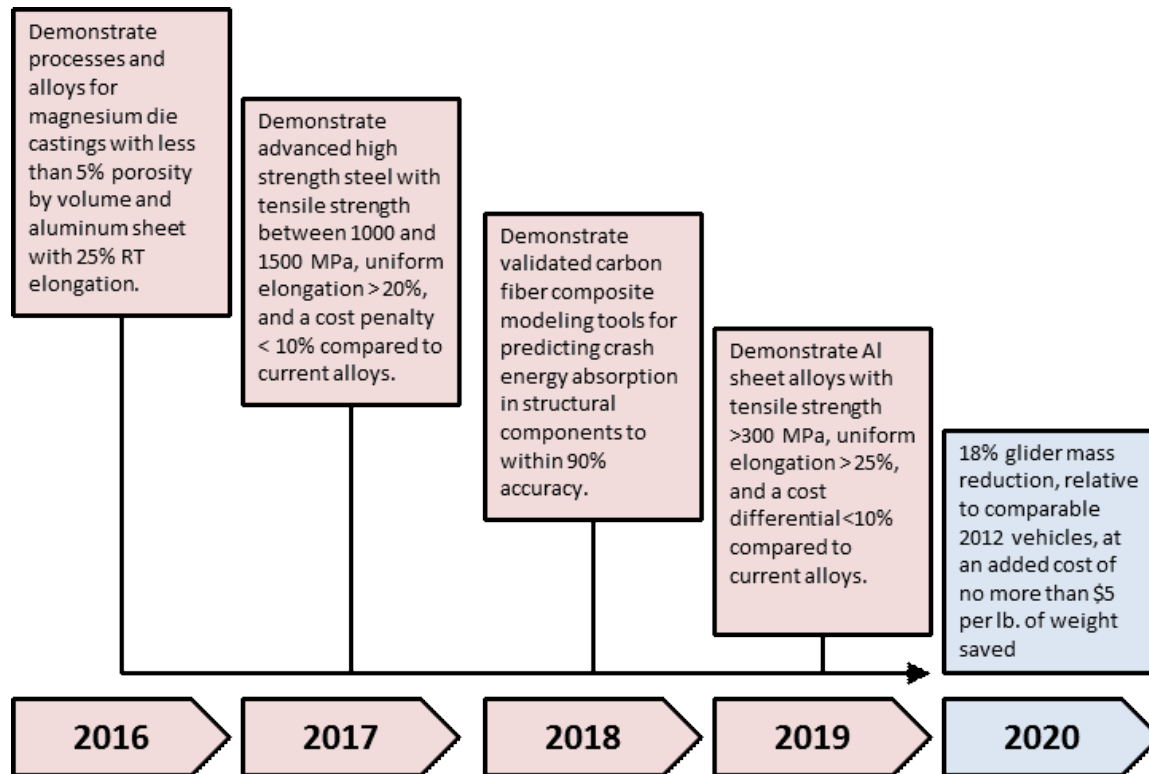 Demonstrate
processes and
alloys for
magnesium die
castings with less
than 5% porosity
by volume and
aluminum sheet
with 25% RT
elongation.
Demonstrate
advanced high
strength steel with
tensile strength
between 1000 and
1500 MPa, uniform
elongation >20%,
and a cost penalty
< 10% compared to
current alloys.
Demonstrate
validated carbon
fiber composite
modeling tools for
predicting crash
energy absorption
in structural
components to
within 90%
accuracy.
Demonstrate Al
sheet alloys with
tensile strength
>300 MPa, uniform
elongation >25%,
and a cost
differential<10%
compared to
current alloys.
18% glider mass
reduction, relative
to comparable
2012 vehicles, at
an added cost of
no more than $5
per lb. of weight
saved
2016
2017
2018
2019
2020